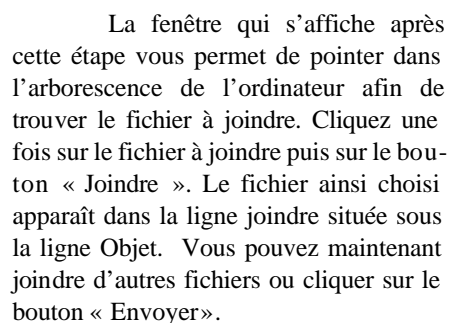 La fenêtre qui s’affiche après
cette étape vous permet de pointer dans
l’arborescence de l’ordinateur afin de
trouver le fichier à joindre. Cliquez une
fois sur le fichier à joindre puis sur le bou-
ton « Joindre ». Le fichier ainsi choisi
apparaît dans la ligne joindre située sous
la ligne Objet. Vous pouvez maintenant
joindre d’autres fichiers ou cliquer sur le
bouton « Envoyer».